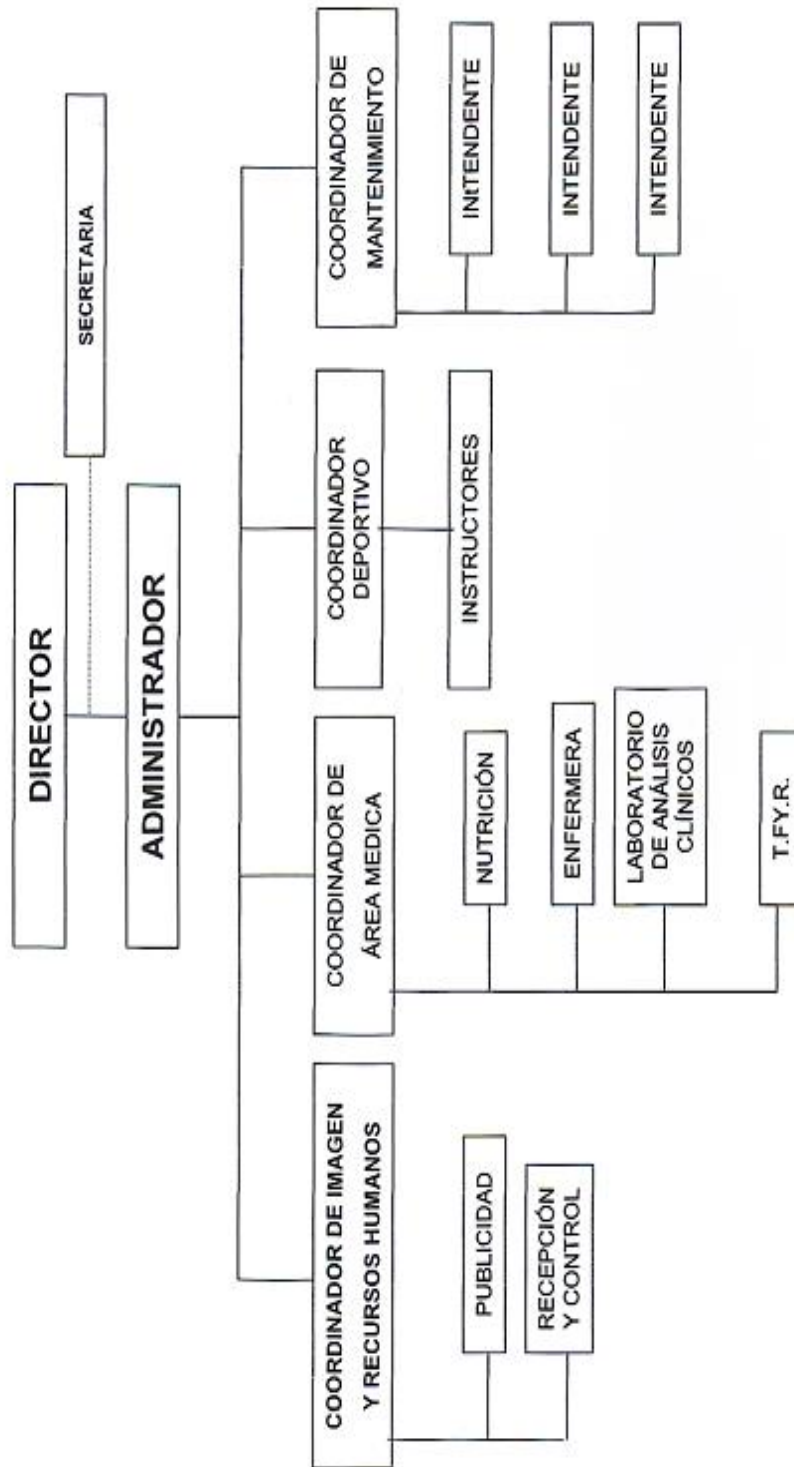 DIRECTOR
SECRETARIA
ADMINISTRADOR
COORDINADOR DE IMAGEN
Y RECURSOS HUMANOS
COORDINADOR DE
ÁREA MEDICA
COORDINADOR
DEPORTIVO
COORDINADOR DE
MANTENIMIENTO
PUBLICIDAD
RECEPCIÓN
Y CONTROL
NUTRICIÓN
ENFERMERA
LABORATORIO
DE ANÁLISIS
CLÍNICOS
T.FY.R.
INSTRUCTORES
INtTENDENTE
INTENDENTE
INTENDENTE